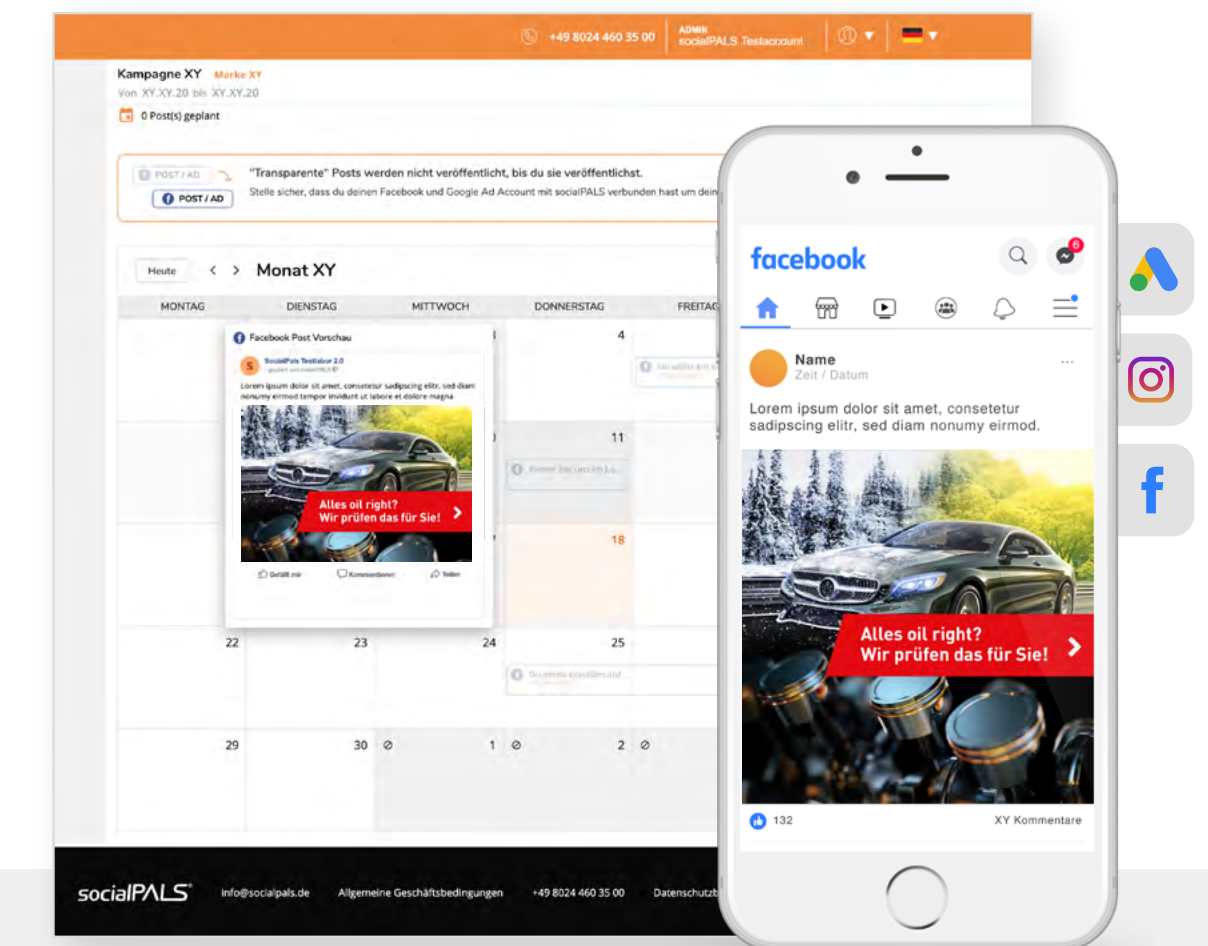 +49 8024 460 35 00
ADMIN
socialPALS Testaccount
Kampagne XY Marke XY
Von XY.XY.20 bis XY.XY.20
0 Post(s) geplant
POST / AD
POST / AD
"Transparente" Posts werden nicht veröffentlicht, bis du sie veröffentlichst.
Stelle sicher, dass du deinen Facebook und Google Ad Account mit socialPALS verbunden hast um dein
Heute < > Monat XY
MONTAG DIENSTAG MITTWOCH DONNERSTAG FREITAG
4
11
18
22 23 24 25
29 30 1 2
Facebook Post Vorschau
S
SocialPals Testlabor 2.0
Lorem ipsum dolor sit amet, consetetur sadipscing elitr, sed diam
nonumy eirmod tempor invidunt ut labore et dolore magna
Alles oil right?
Wir prüfen das für Sie!
Gefällt mir Kommentieren Teilen
socialPALS
info@socialpals.de Allgemeine Geschäftsbedingungen +49 8024 460 35 00 Datenschutzb
facebook
6
Name
Zeit / Datum
Lorem ipsum dolor sit amet, consetetur
sadipscing elitr, sed diam nonumy eirmod.
Alles oil right?
Wir prüfen das für Sie!
132 XY Kommentare